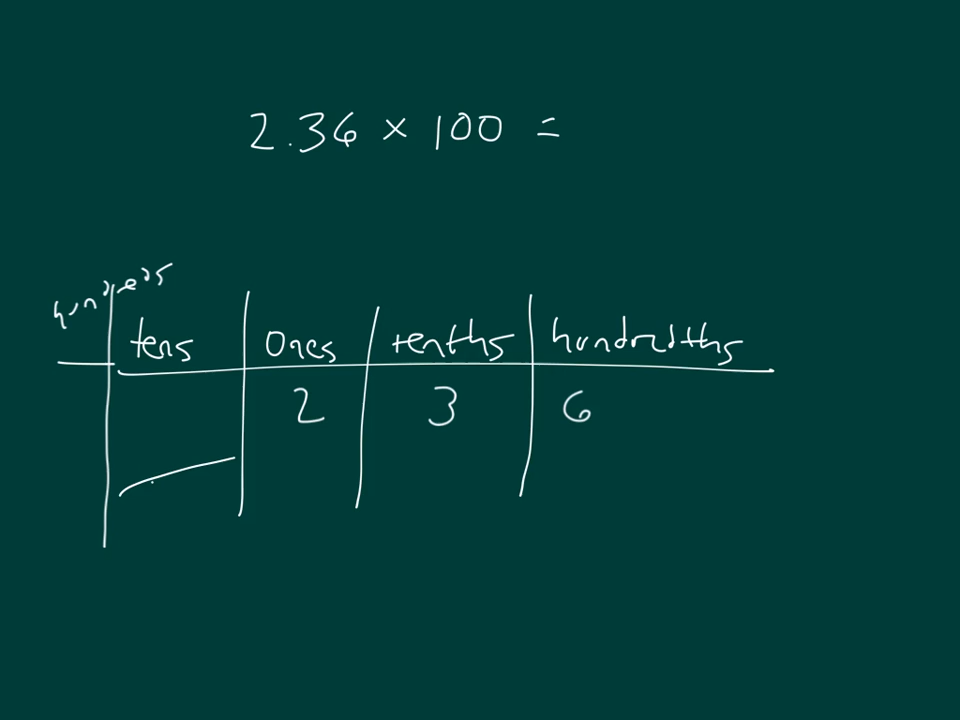 2.36 × 100 =
hundreds
tens ones tenths hundredths
2 3 6